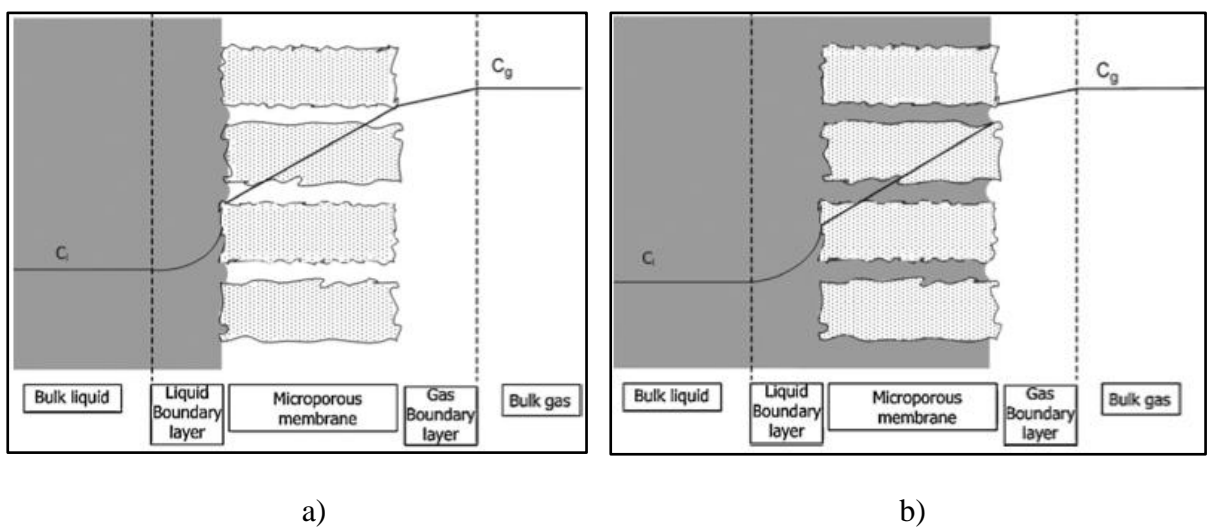 Cg
Ci
Bulk liquid
Liquid
Boundary
layer
Microporous
membrane
Gas
Boundary
layer
Bulk gas
a)
Cg
Ci
Bulk liquid
Liquid
Boundary
layer
Microporous
membrane
Gas
Boundary
layer
Bulk gas
b)